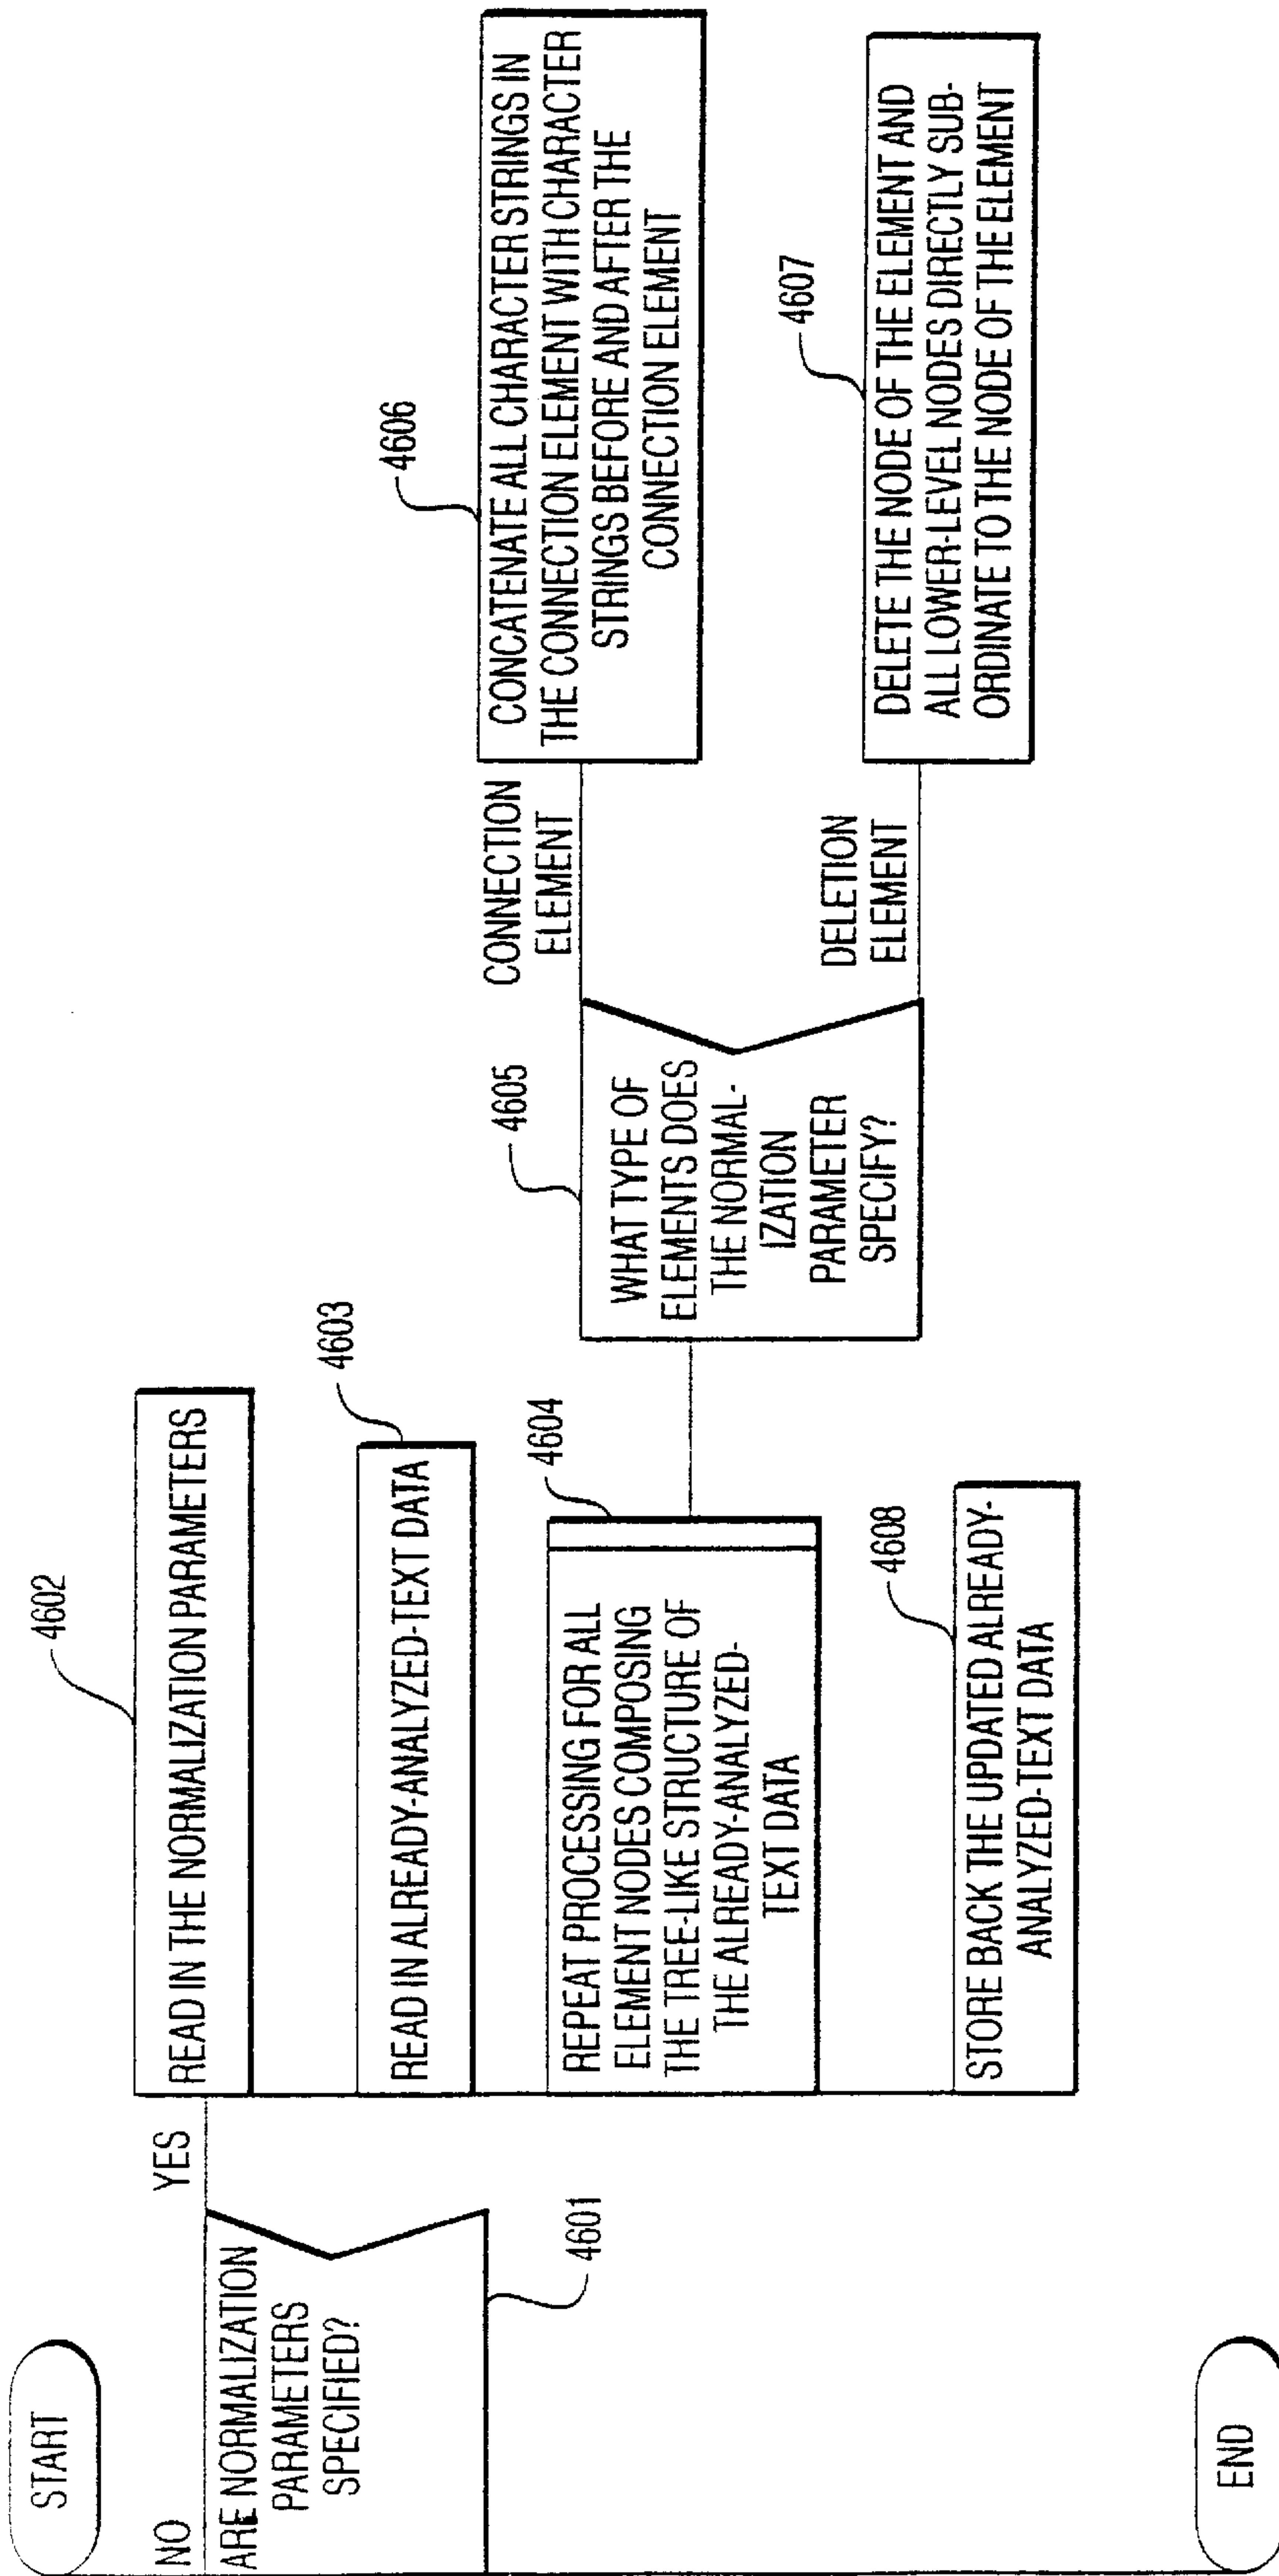 START
NO
YES
ARE NORMALIZATION
PARAMETERS
SPECIFIED?
4601
4602
READ IN THE NORMALIZATION PARAMETERS
4603
READ IN ALREADY-ANALYZED-TEXT DATA
4604
REPEAT PROCESSING FOR ALL
ELEMENT NODES COMPOSING
THE TREE-LIKE STRUCTURE OF
THE ALREADY-ANALYZED-
TEXT DATA
4605
WHAT TYPE OF
ELEMENTS DOES
THE NORMAL-
IZATION
PARAMETER
SPECIFY?
CONNECTION
ELEMENT
4606
CONCATENATE ALL CHARACTER STRINGS IN
THE CONNECTION ELEMENT WITH CHARACTER
STRINGS BEFORE AND AFTER THE
CONNECTION ELEMENT
DELETION
ELEMENT
4607
DELETE THE NODE OF THE ELEMENT AND
ALL LOWER-LEVEL NODES DIRECTLY SUB-
ORDINATE TO THE NODE OF THE ELEMENT
4608
STORE BACK THE UPDATED ALREADY-
ANALYZED-TEXT DATA
END